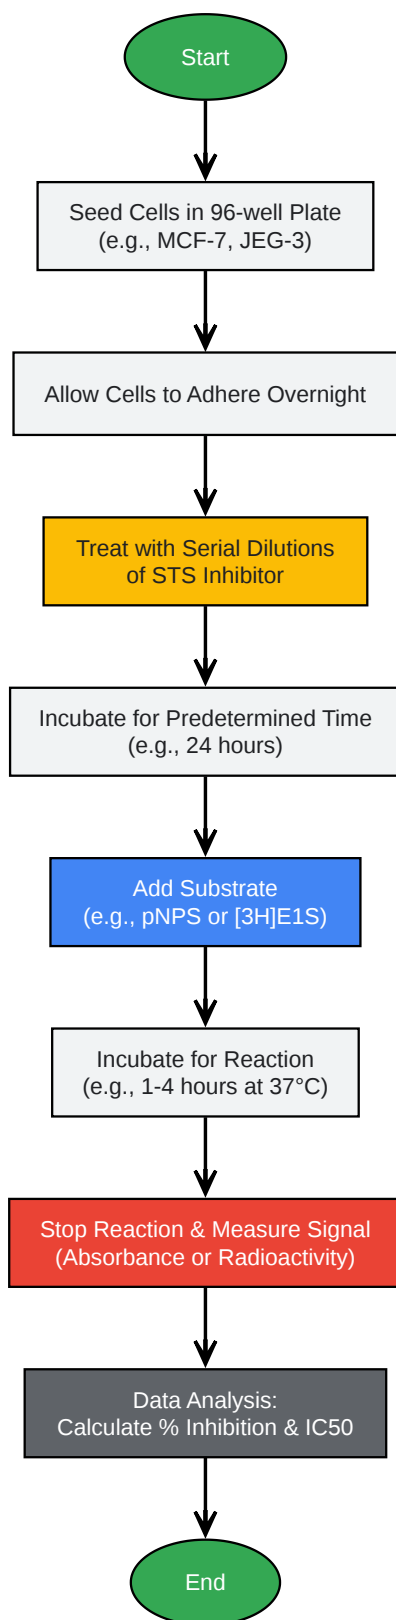 Start
Seed Cells in 96-well Plate
(e.g., MCF-7, JEG-3)
Allow Cells to Adhere Overnight
Treat with Serial Dilutions
of STS Inhibitor
Incubate for Predetermined Time
(e.g., 24 hours)
Add Substrate
(e.g., pNPS or [3H]E1S)
Incubate for Reaction
(e.g., 1-4 hours at 37°C)
Stop Reaction & Measure Signal
(Absorbance or Radioactivity)
Data Analysis:
Calculate % Inhibition & IC50
End